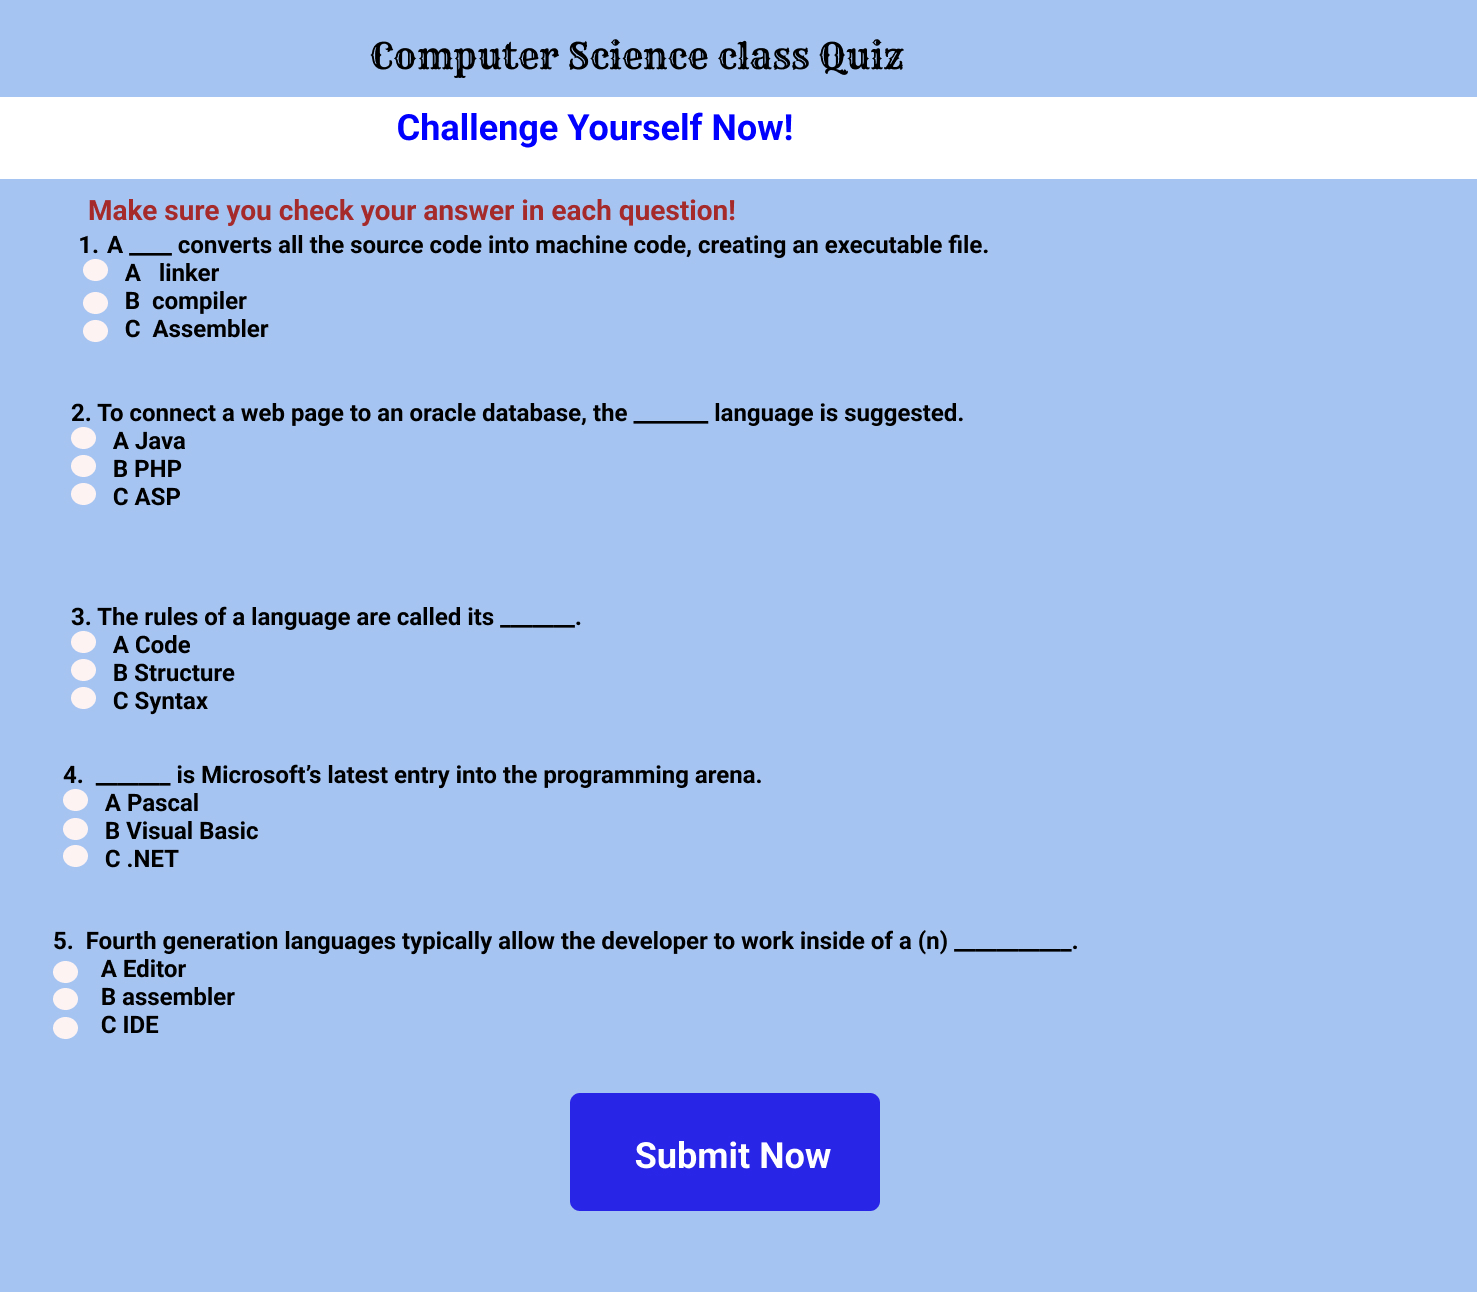 Computer Science class Quiz
Challenge Yourself Now!
Make sure you check your answer in each question!
1. A ____ converts all the source code into machine code, creating an executable file.
A linker
B compiler
C Assembler
2. To connect a web page to an oracle database, the _______ language is suggested.
A Java
B PHP
C ASP
3. The rules of a language are called its _______.
A Code
B Structure
C Syntax
4. _______ is Microsoft’s latest entry into the programming arena.
A Pascal
B Visual Basic
C .NET
5. Fourth generation languages typically allow the developer to work inside of a (n) ___________.
A Editor
B assembler
C IDE
Submit Now